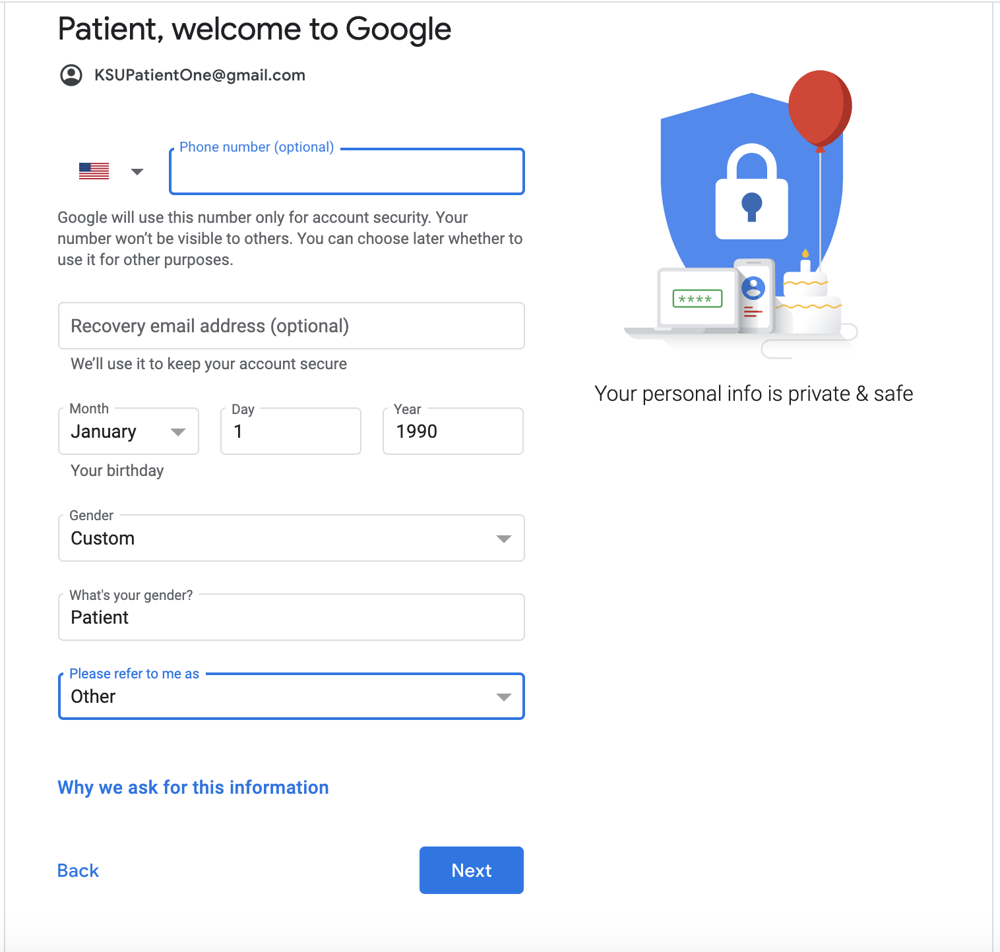 Patient, welcome to Google
KSUPatientOne@gmail.com
Phone number (optional)
Google will use this number only for account security. Your
number won’t be visible to others. You can choose later whether to
use it for other purposes.
Recovery email address (optional)
We’ll use it to keep your account secure
Month
January
Day
1
Year
1990
Your birthday
Gender
Custom
What's your gender?
Patient
Please refer to me as
Other
Why we ask for this information
Back
Next
****
Your personal info is private & safe